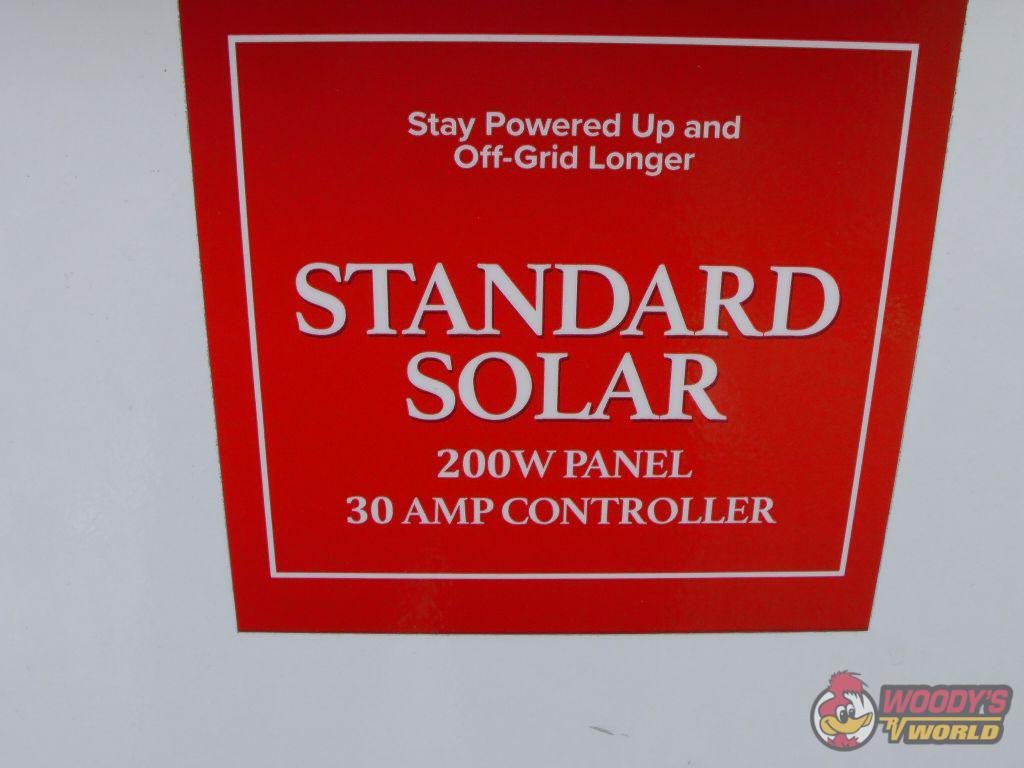 Stay Powered Up and
Off-Grid Longer
STANDARD
SOLAR
200W PANEL
30 AMP CONTROLLER
WOODY'S
RV WORLD